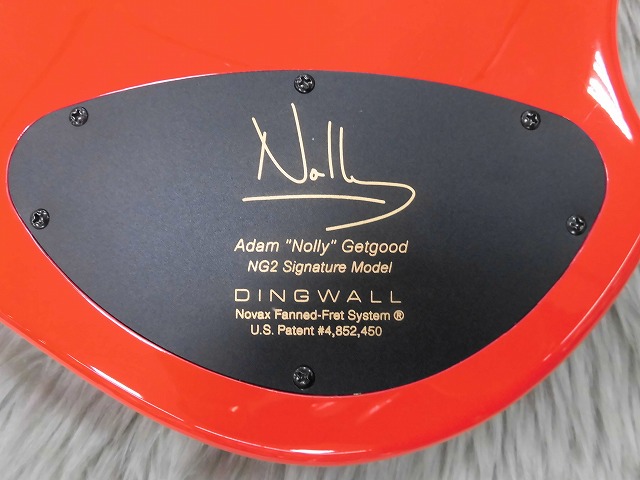 Nolly
Adam "Nolly" Getgood
NG2 Signature Model
DINGWALL
Novax Fanned-Fret System ®
U.S. Patent #4,852,450